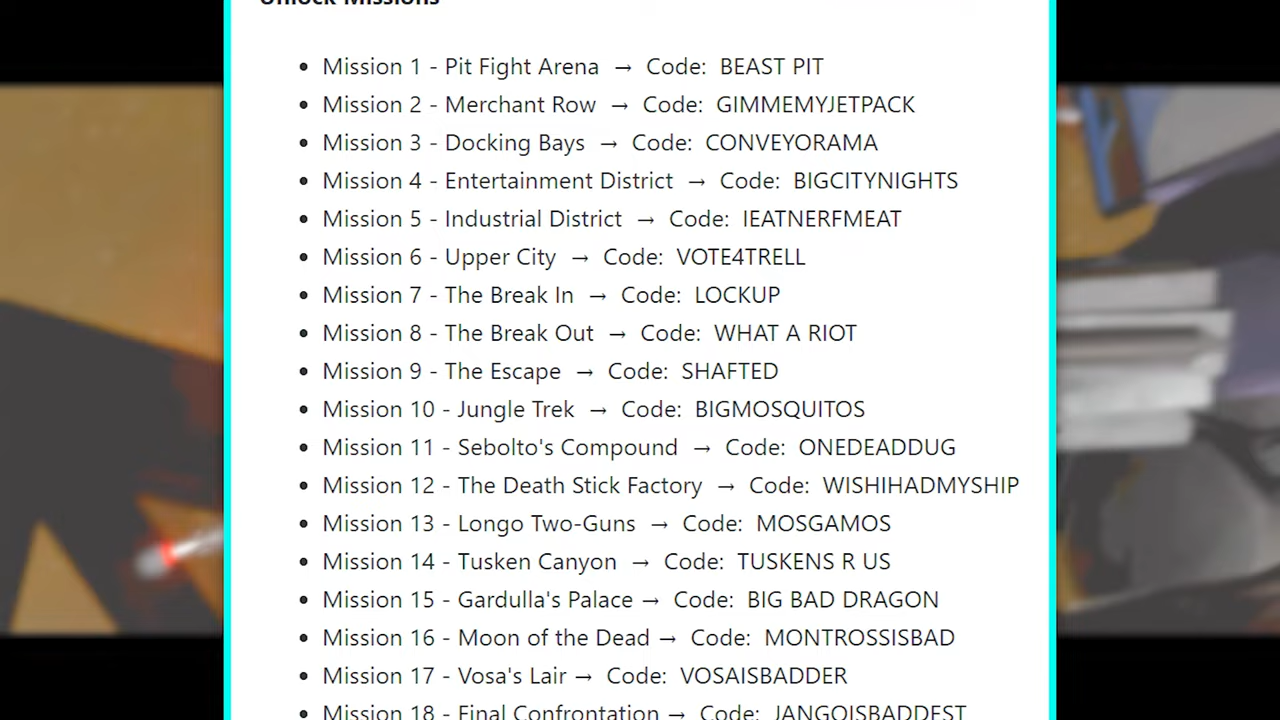 Unlock Missions
• Mission 1 - Pit Fight Arena → Code: BEAST PIT
• Mission 2 - Merchant Row → Code: GIMMEMYJETPACK
• Mission 3 - Docking Bays → Code: CONVEYORAMA
• Mission 4 - Entertainment District → Code: BIGCITYNIGHTS
• Mission 5 - Industrial District → Code: IEATNERFMEAT
• Mission 6 - Upper City → Code: VOTE4TRELL
• Mission 7 - The Break In → Code: LOCKUP
• Mission 8 - The Break Out → Code: WHAT A RIOT
• Mission 9 - The Escape → Code: SHAFTED
• Mission 10 - Jungle Trek → Code: BIGMOSQUITOS
• Mission 11 - Sebolto's Compound → Code: ONEDEADDUG
• Mission 12 - The Death Stick Factory → Code: WISHIHADMYSHIP
• Mission 13 - Longo Two-Guns → Code: MOSGAMOS
• Mission 14 - Tusken Canyon → Code: TUSKENS R US
• Mission 15 - Gardulla's Palace → Code: BIG BAD DRAGON
• Mission 16 - Moon of the Dead → Code: MONTROSSISBAD
• Mission 17 - Vosa's Lair → Code: VOSAISBADDER
• Mission 18 - Final Confrontation → Code: JANGOISBADDEST